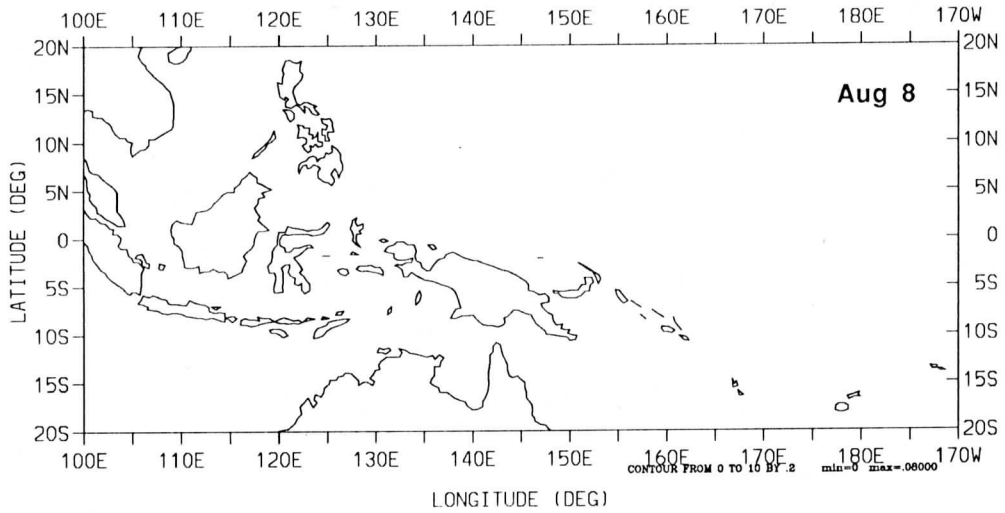 100E 110E 120E 130E 140E 150E 160E 170E 180E 170W
20N 20N
Aug 8
15N 15N
10N 10N
5N 5N
0 0
5S 5S
10S 10S
15S 15S
20S 20S
LATITUDE (DEG)
100E 110E 120E 130E 140E 150E 160E 170E 180E 170W
CONTOUR FROM 0 TO 10 BY .2 min=0 max=.08000
LONGITUDE (DEG)